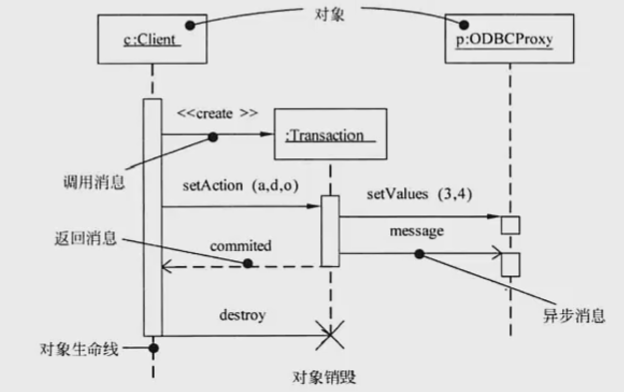 对象
c:Client
p:ODBCProxy
<<create >>
:Transaction
调用消息
setAction (a,d,o)
setValues (3,4)
返回消息
commited
message
异步消息
destroy
对象生命线
对象销毁